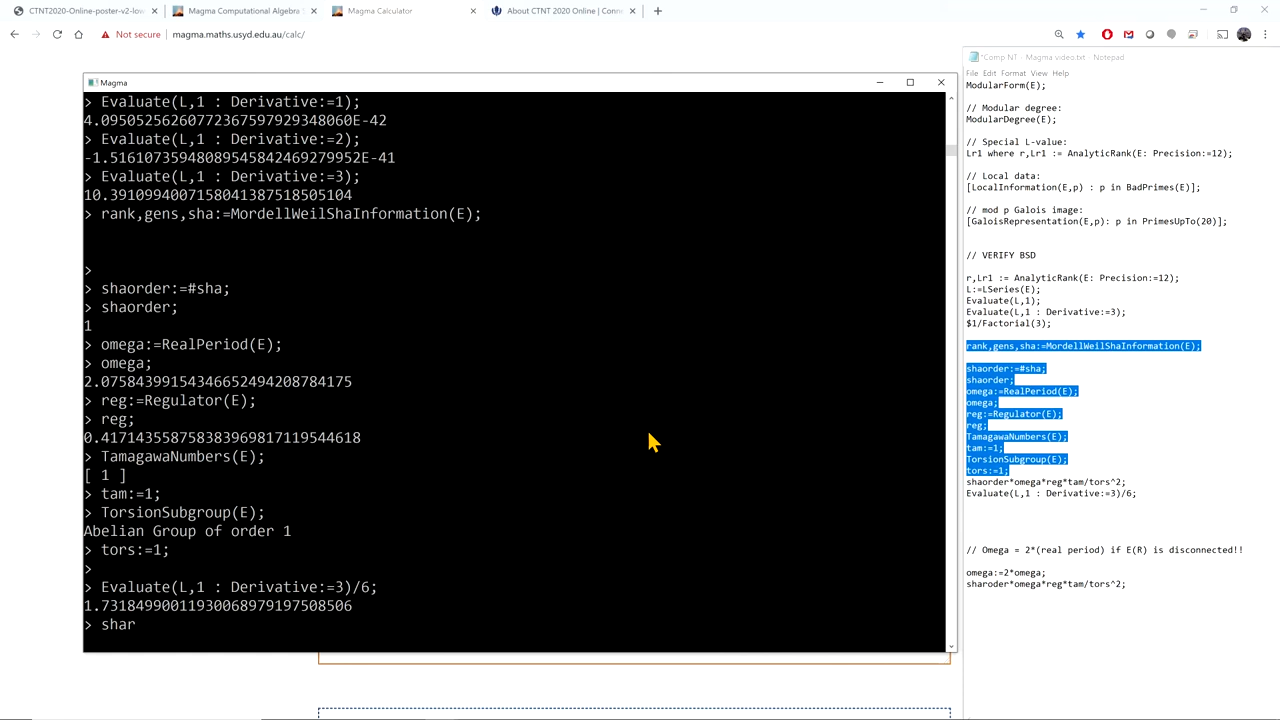 CTNT2020-Online-poster-v2-low
Magma Computational Algebra S
Magma Calculator
About CTNT 2020 Online | Conne
Not secure
magma.maths.usyd.edu.au/calc/
Magma
> Evaluate(L,1 : Derivative:=1);
4.09505256260772367597929348060E-42
> Evaluate(L,1 : Derivative:=2);
-1.51610735948089545842469279952E-41
> Evaluate(L,1 : Derivative:=3);
10.3910994007158041387518505104
> rank,gens,sha:=MordellWeilShaInformation(E);
>
> shaorder:=#sha;
> shaorder;
1
> omega:=RealPeriod(E);
> omega;
2.07584399154346652494208784175
> reg:=Regulator(E);
> reg;
0.417143558758383969817119544618
> TamagawaNumbers(E);
[ 1 ]
> tam:=1;
> TorsionSubgroup(E);
Abelian Group of order 1
> tors:=1;
>
> Evaluate(L,1 : Derivative:=3)/6;
1.73184990011930068979197508506
> shar
*Comp NT - Magma video.txt - Notepad
File Edit Format View Help
ModularForm(E);
// Modular degree:
ModularDegree(E);
// Special L-value:
Lr1 where r,Lr1 := AnalyticRank(E: Precision:=12);
// Local data:
[LocalInformation(E,p) : p in BadPrimes(E)];
// mod p Galois image:
[GaloisRepresentation(E,p): p in PrimesUpTo(20)];
// VERIFY BSD
r,Lr1 := AnalyticRank(E: Precision:=12);
L:=LSeries(E);
Evaluate(L,1);
Evaluate(L,1 : Derivative:=3);
$1/Factorial(3);
rank,gens,sha:=MordellWeilShaInformation(E);
shaorder:=#sha;
shaorder;
omega:=RealPeriod(E);
omega;
reg:=Regulator(E);
reg;
TamagawaNumbers(E);
tam:=1;
TorsionSubgroup(E);
tors:=1;
shaorder*omega*reg*tam/tors^2;
Evaluate(L,1 : Derivative:=3)/6;
// Omega = 2*(real period) if E(R) is disconnected!!
omega:=2*omega;
sharoder*omega*reg*tam/tors^2;